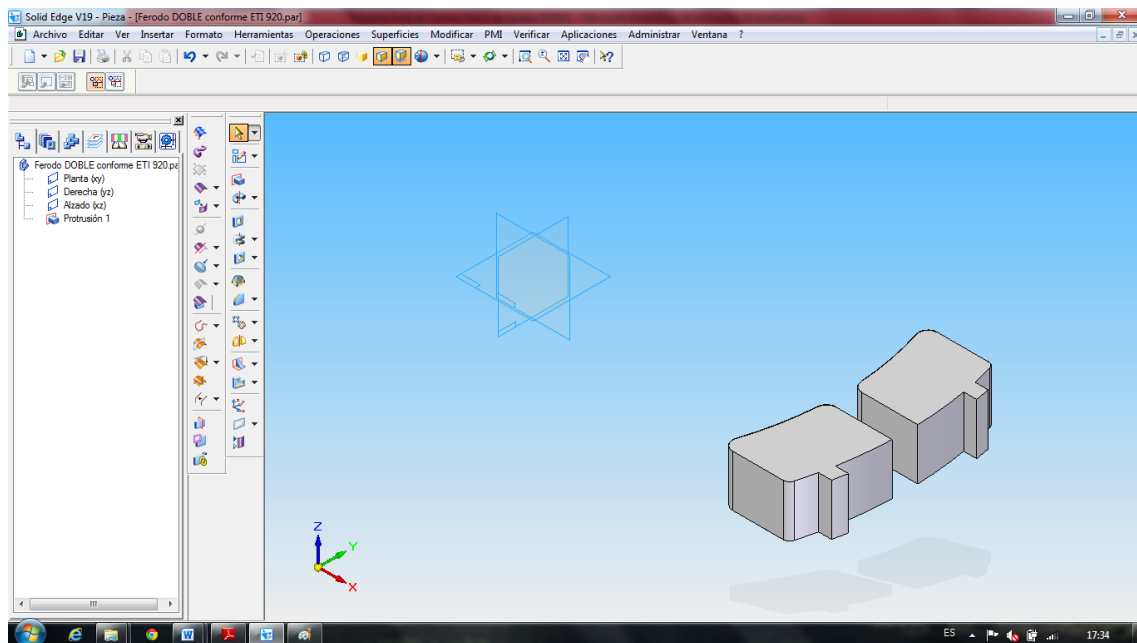 Solid Edge V19 - Pieza - [Ferodo DOBLE conforme ETI 920.par]
Archivo Editar Ver Insertar Formato Herramientas Operaciones Superficies Modificar PMI Verificar Aplicaciones Administrar Ventana ?
Ferodo DOBLE conforme ETI 920.pa
Planta (xy)
Derecha (yz)
Alzado (xz)
Protrusión 1
Z
Y
X
ES
17:34